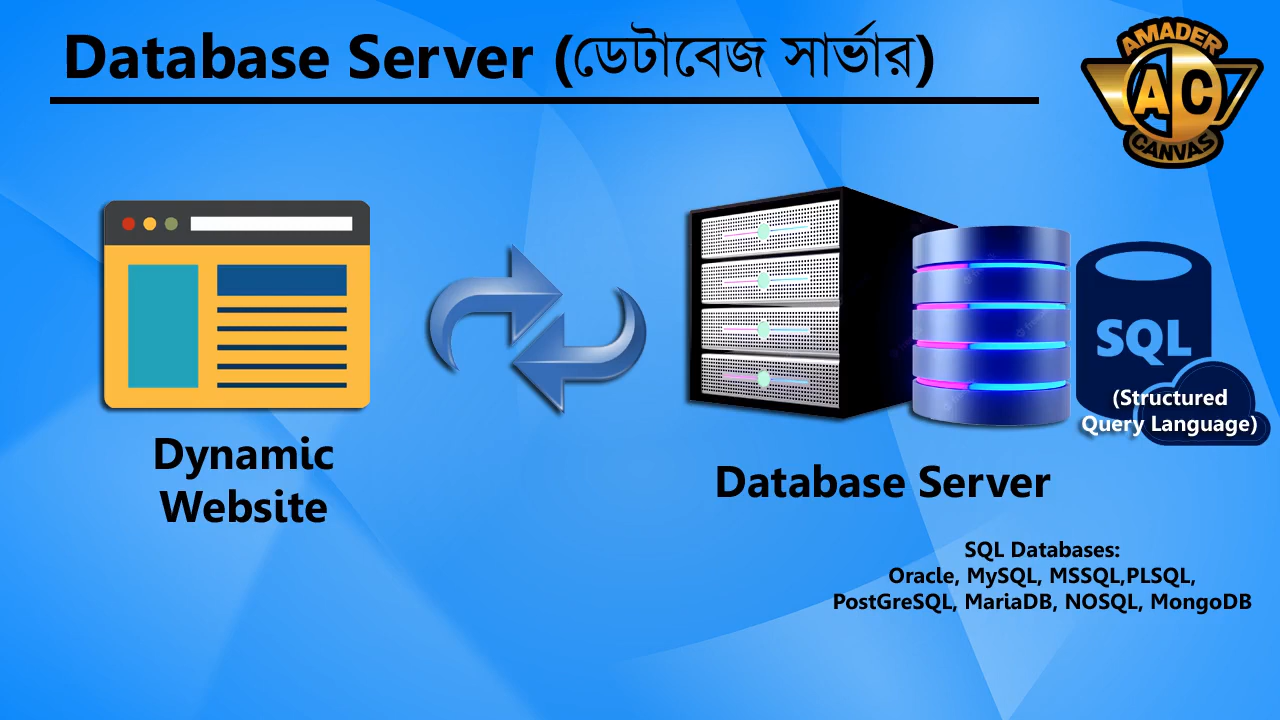 Database Server (ডেটাবেজ সার্ভার)
AMADER
AC
CANVAS
SQL
(Structured
Query Language)
Dynamic
Website
Database Server
SQL Databases:
Oracle, MySQL, MSSQL,PLSQL,
PostGreSQL, MariaDB, NOSQL, MongoDB